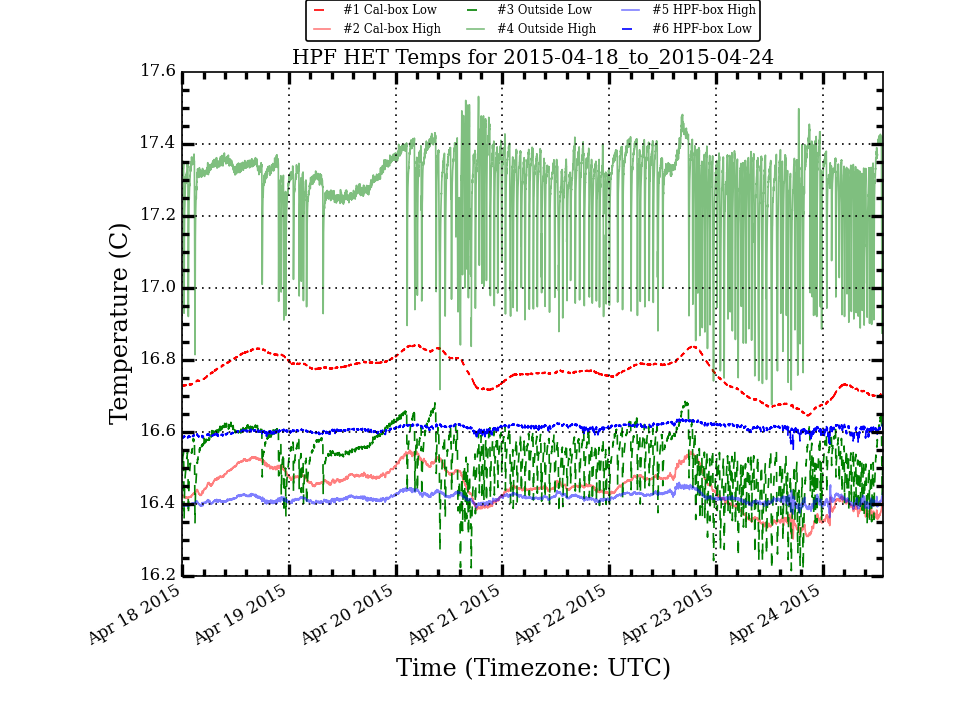 #1 Cal-box Low #3 Outside Low #5 HPF-box High
#2 Cal-box High #4 Outside High #6 HPF-box Low
HPF HET Temps for 2015-04-18_to_2015-04-24
17.6
17.4
17.2
17.0
16.8
16.6
16.4
16.2
Temperature (C)
Apr 18 2015
Apr 19 2015
Apr 20 2015
Apr 21 2015
Apr 22 2015
Apr 23 2015
Apr 24 2015
Time (Timezone: UTC)